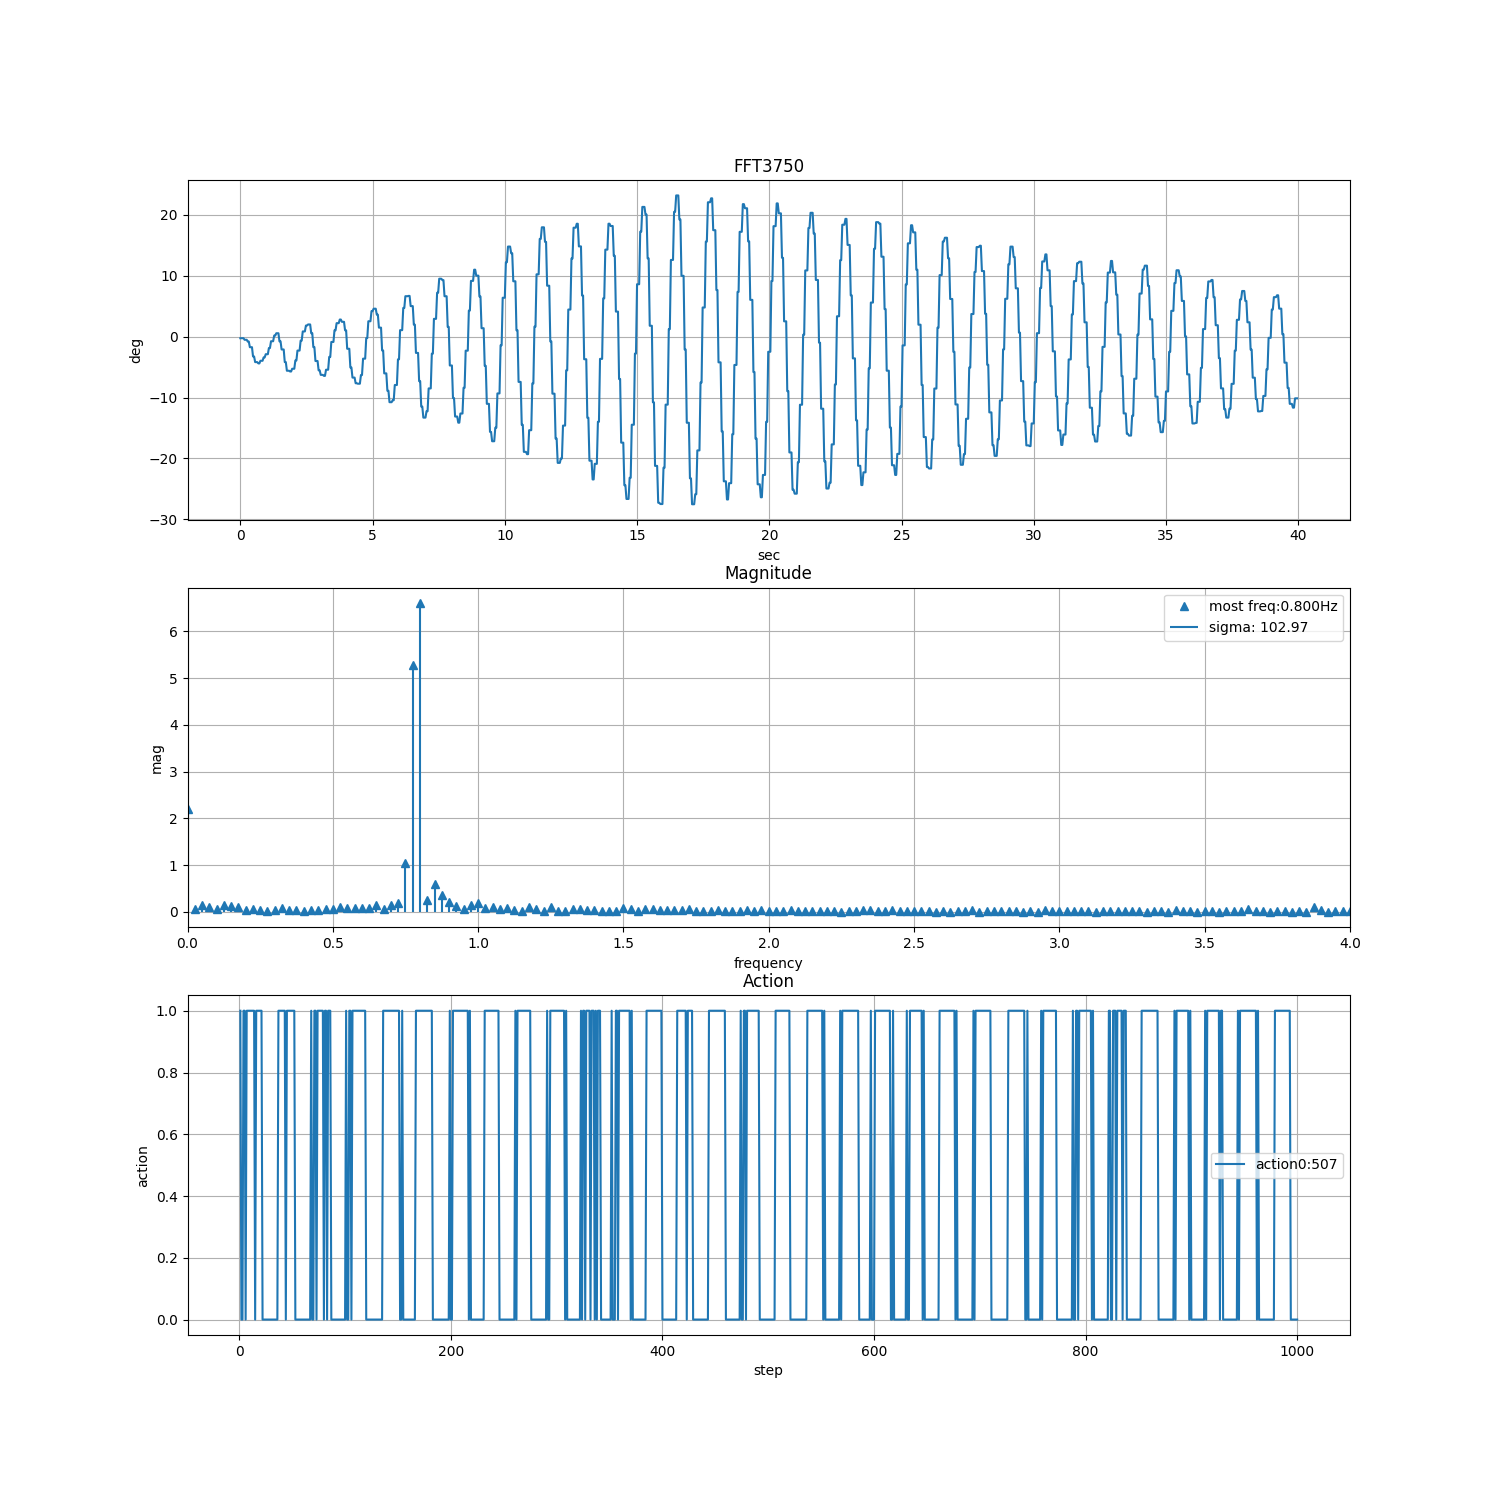 FFT3750
20
10
0
−10
−20
−30
deg
0 5 10 15 20 25 30 35 40
sec
Magnitude
most freq:0.800Hz
sigma: 102.97
6
5
4
3
2
1
0
mag
0.0 0.5 1.0 1.5 2.0 2.5 3.0 3.5 4.0
frequency
Action
1.0
0.8
0.6
0.4
0.2
0.0
action
action0:507
0 200 400 600 800 1000
step